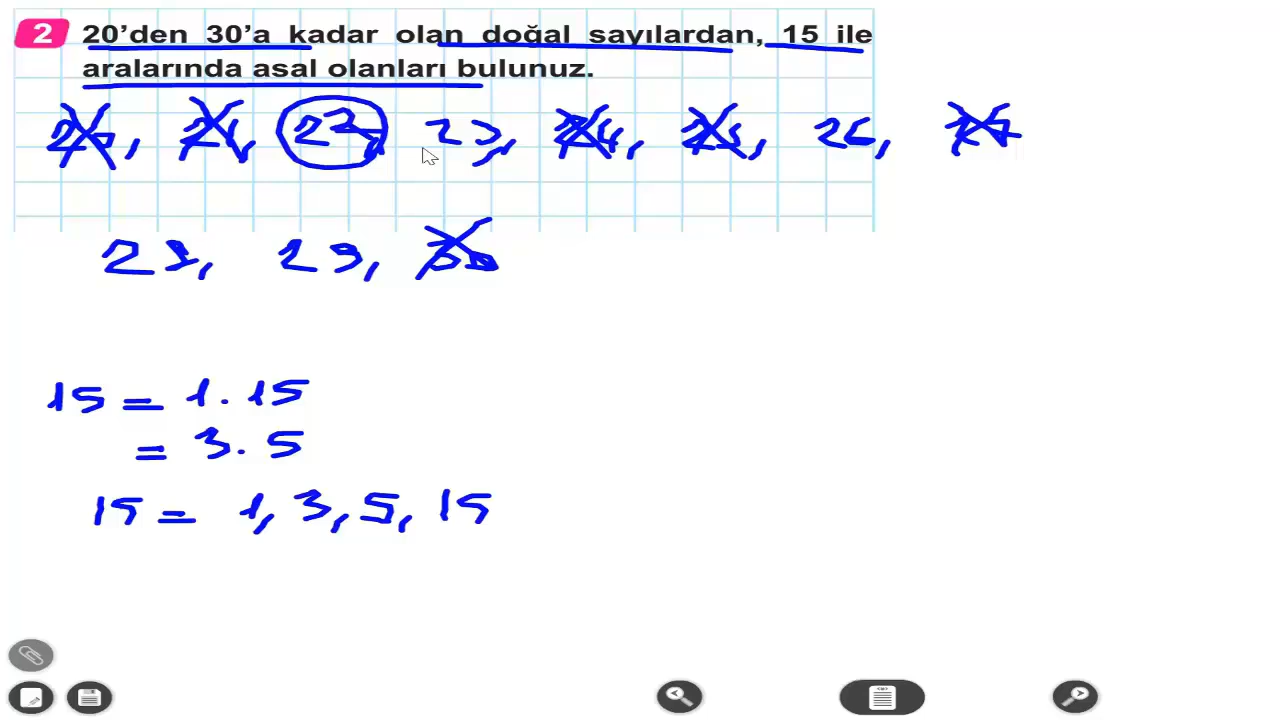 2 20’den 30’a kadar olan doğal sayılardan, 15 ile
aralarında asal olanları bulunuz.
20, 21, 22, 23, 24, 25, 26, 27
28, 29, 30
15 = 1 . 15
= 3 . 5
15 = 1, 3, 5, 15